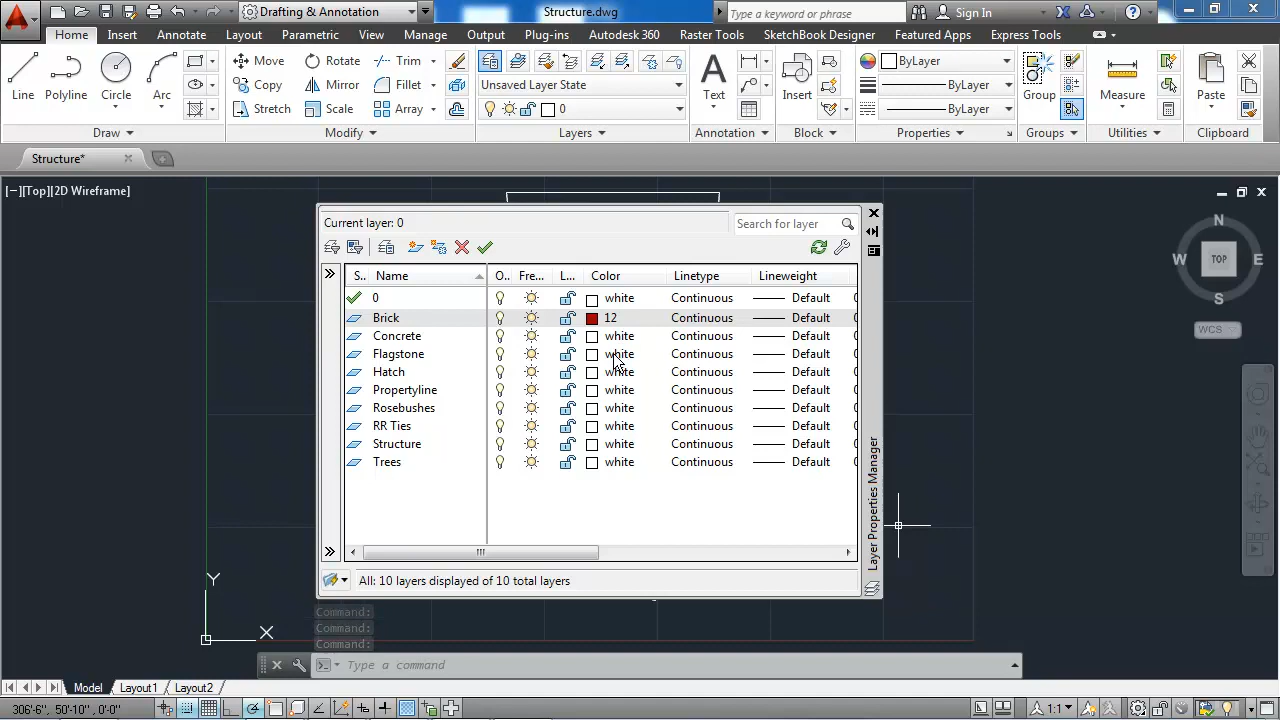 Drafting & Annotation
Structure.dwg
Type a keyword or phrase
Sign In
Home Insert Annotate Layout Parametric View Manage Output Plug-ins Autodesk 360 Raster Tools SketchBook Designer Featured Apps Express Tools
Line
Polyline
Circle
Arc
Move
Rotate
Trim
Copy
Mirror
Fillet
Stretch
Scale
Array
Unsaved Layer State
0
Text
Insert
ByLayer
ByLayer
ByLayer
Group
Measure
Paste
Draw
Modify
Layers
Annotation
Block
Properties
Groups
Utilities
Clipboard
Structure*
[−][Top][2D Wireframe]
N
W
TOP
E
S
WCS
Current layer: 0
Search for layer
S.. Name O.. Fre... L... Color Linetype Lineweight
0 white Continuous Default
Brick 12 Continuous Default
Concrete white Continuous Default
Flagstone white Continuous Default
Hatch white Continuous Default
Propertyline white Continuous Default
Rosebushes white Continuous Default
RR Ties white Continuous Default
Structure white Continuous Default
Trees white Continuous Default
All: 10 layers displayed of 10 total layers
Layer Properties Manager
Y
X
Command:
Command:
Command:
Type a command
Model Layout1 Layout2
306'-6", 50'-10", 0'-0"
1:1